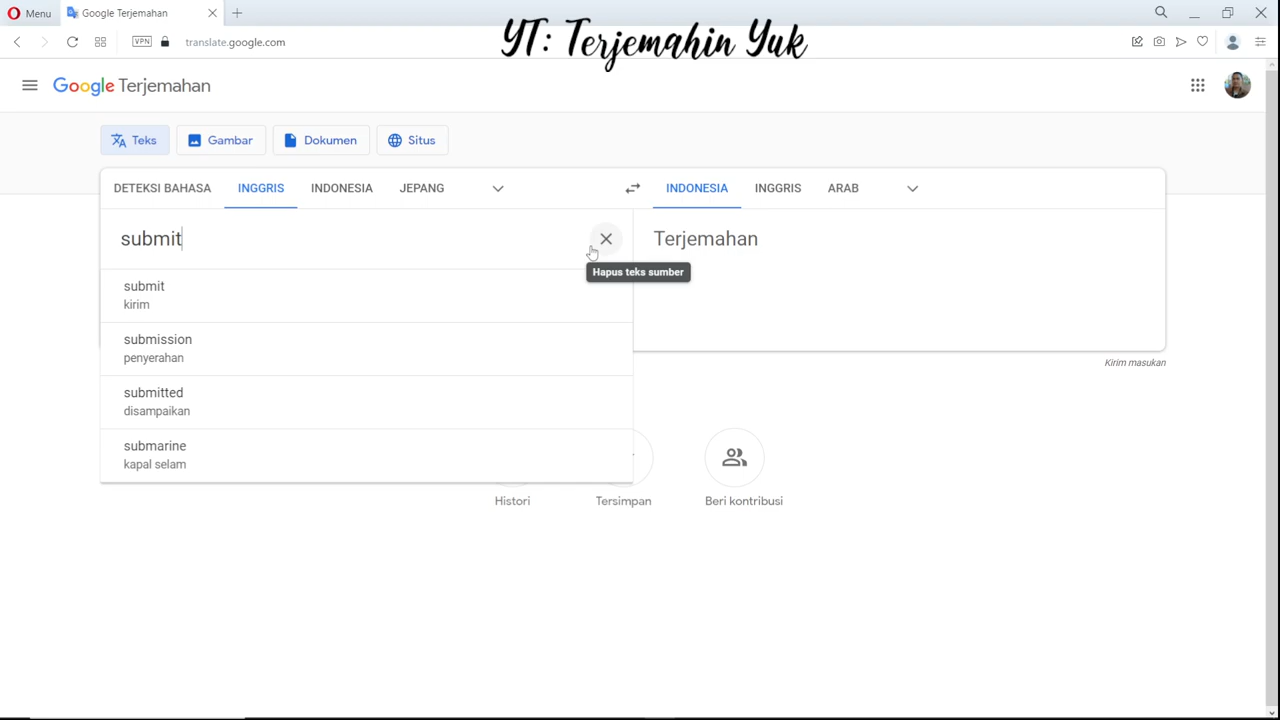 Menu
Google Terjemahan
YT: Terjemahin Yuk
VPN
translate.google.com
Google Terjemahan
Teks
Gambar
Dokumen
Situs
DETEKSI BAHASA
INGGRIS
INDONESIA
JEPANG
INDONESIA
INGGRIS
ARAB
submit
Terjemahan
Hapus teks sumber
submit
kirim
submission
penyerahan
submitted
disampaikan
submarine
kapal selam
Kirim masukan
Histori
Tersimpan
Beri kontribusi